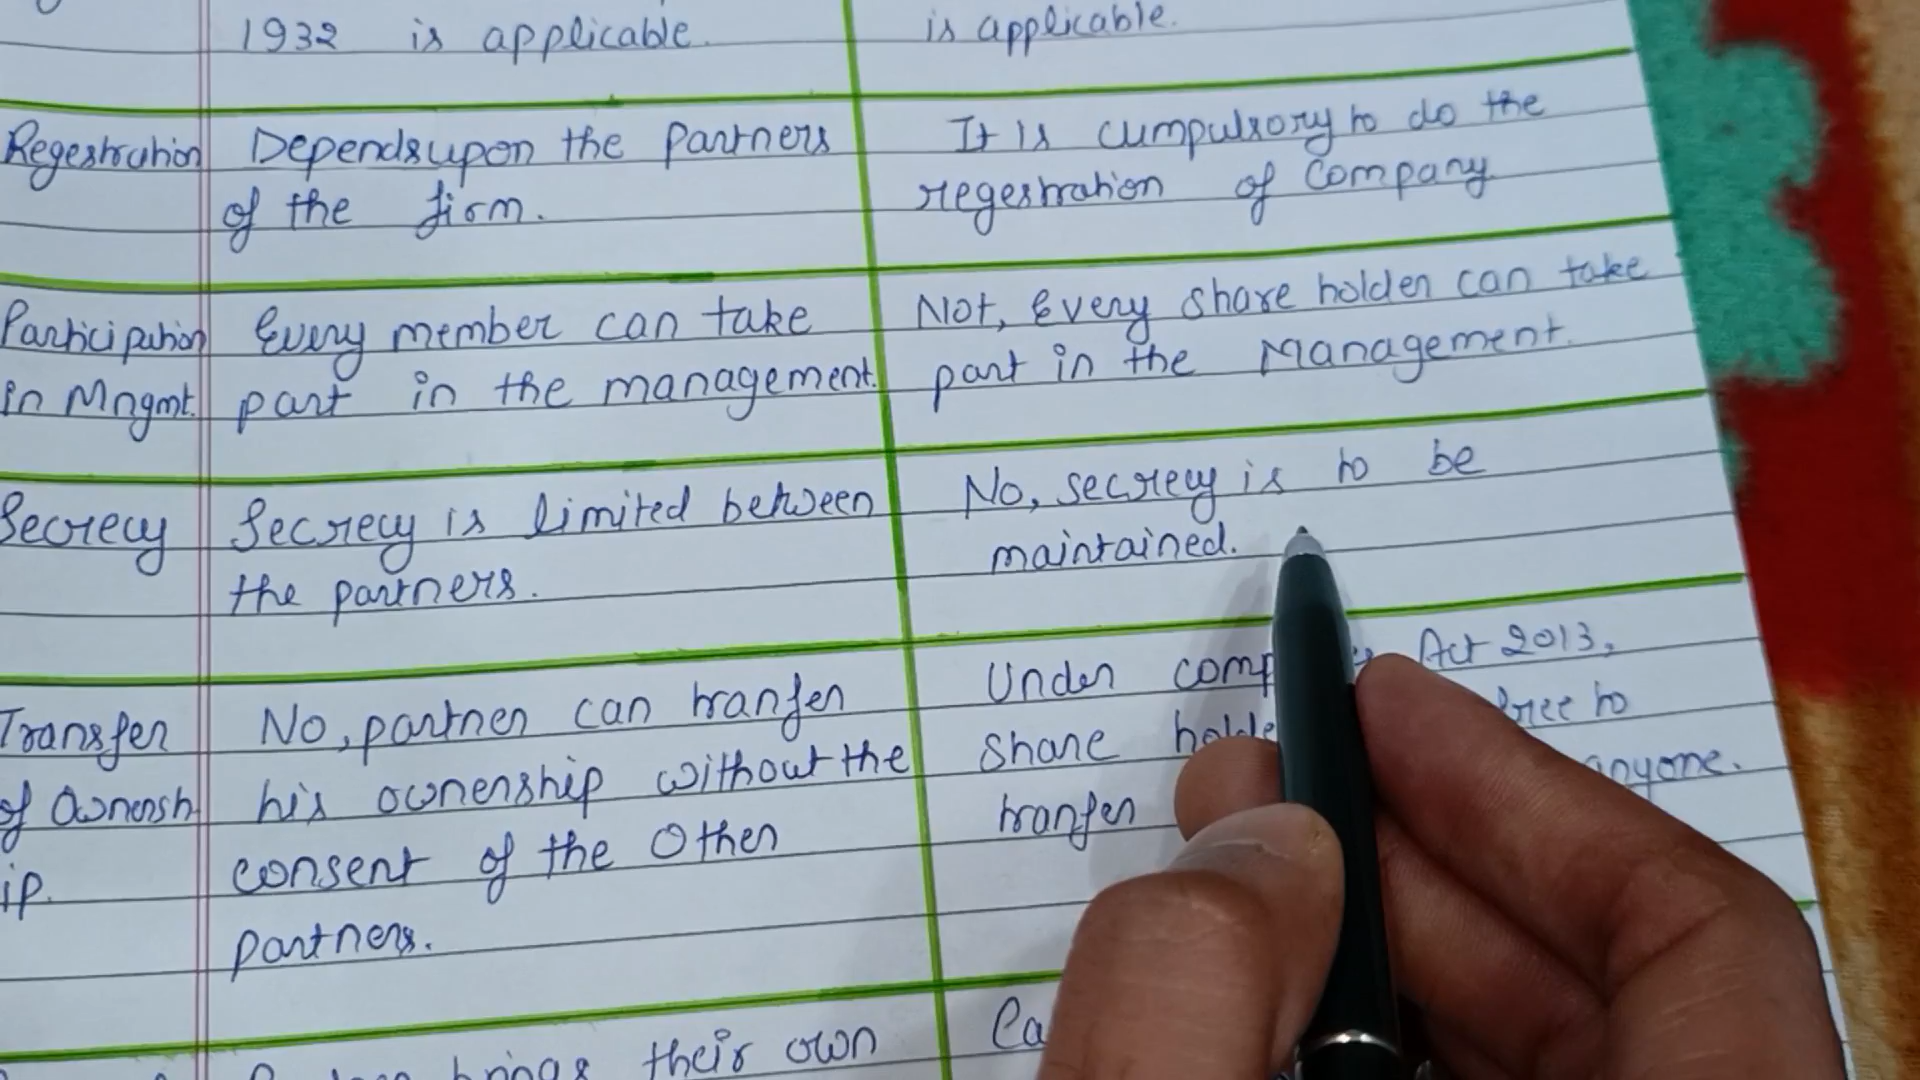 1932 is applicable.
is applicable.
Regestration
Depends upon the partners
of the firm.
It is cumpulsory to do the
regestration of Company.
Participation
in Mngmt.
Every member can take
part in the management.
Not, Every share holder can take
part in the Management.
Secrecy
Secrecy is limited between
the partners.
No, secrecy is to be
maintained.
Transfer
of Ownersh
ip.
No, partner can tranfer
his ownership without the
consent of the Other
partners.
Under Act 2013,
share free to
tranfer anyone.
brings their own